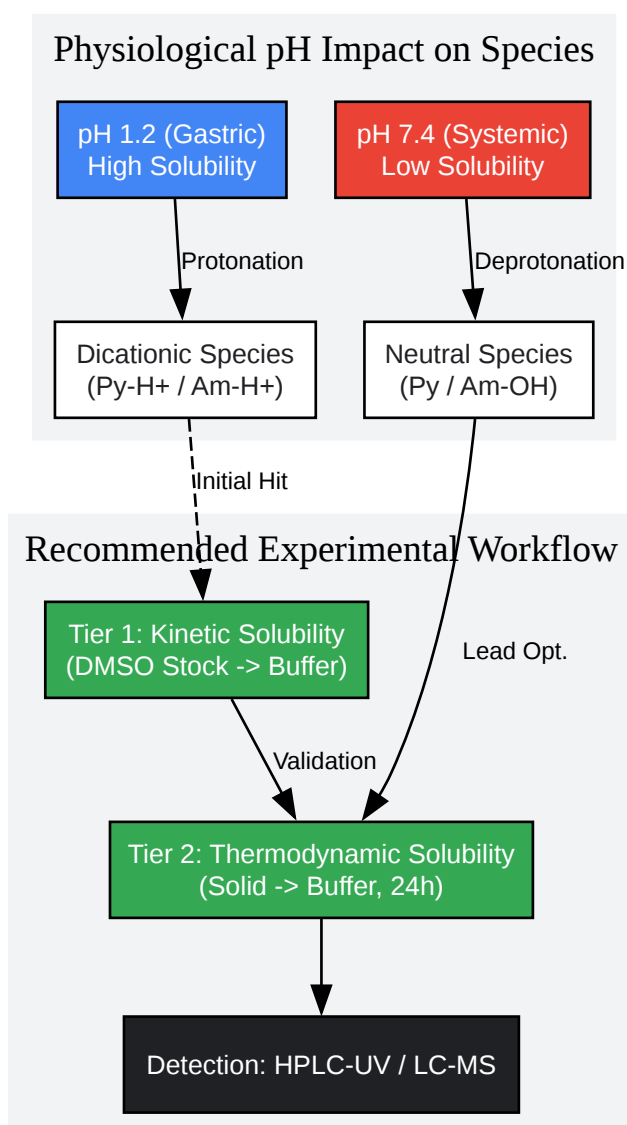 Physiological pH Impact on Species
pH 1.2 (Gastric)
High Solubility
pH 7.4 (Systemic)
Low Solubility
Protonation
Deprotonation
Dicationic Species
(Py-H+ / Am-H+)
Neutral Species
(Py / Am-OH)
Initial Hit
Recommended Experimental Workflow
Tier 1: Kinetic Solubility
(DMSO Stock -> Buffer)
Lead Opt.
Validation
Tier 2: Thermodynamic Solubility
(Solid -> Buffer, 24h)
Detection: HPLC-UV / LC-MS